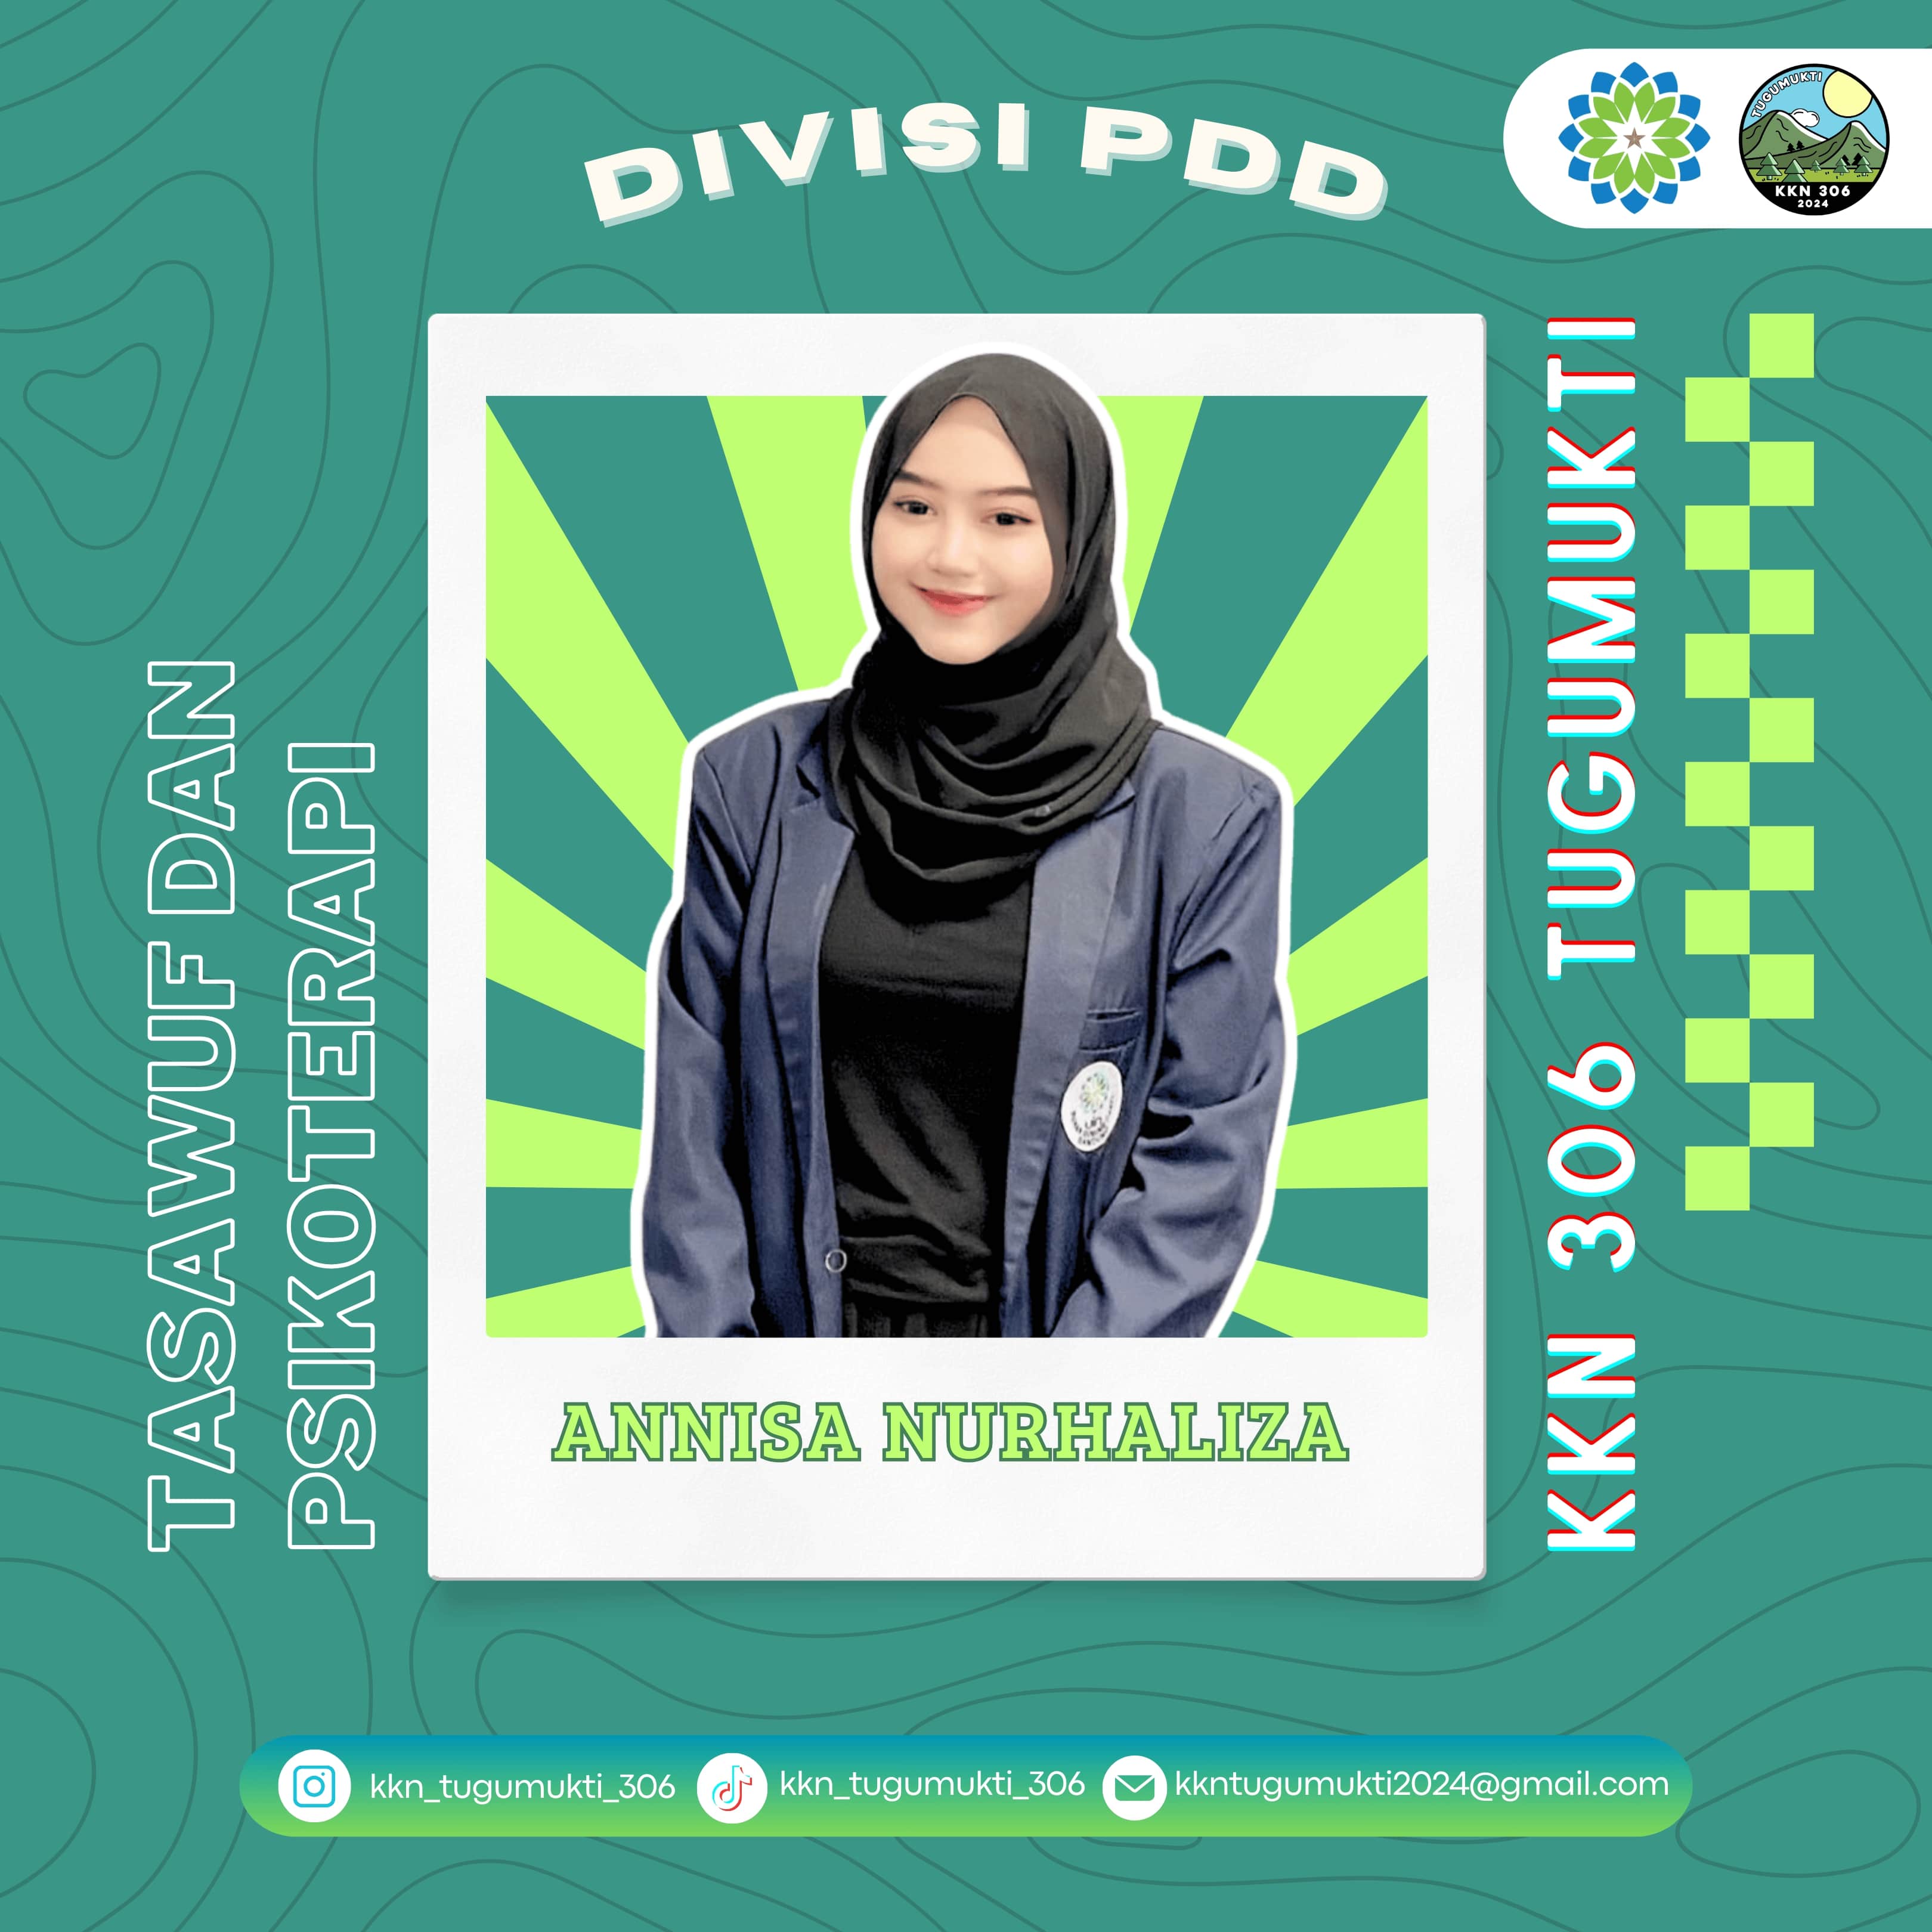 DIVISI PDD
TUGUMUKTI
KKN 306
2024
TASAWUF DAN
PSIKOTERAPI
KKN 306 TUGUMUKTI
ANNISA NURHALIZA
kkn_tugumukti_306
kkn_tugumukti_306
kkntugumukti2024@gmail.com